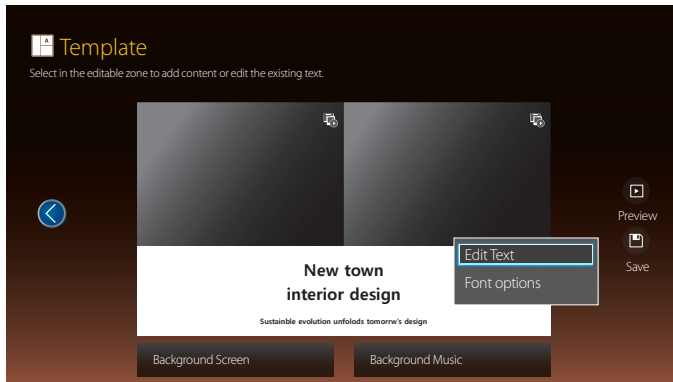 A
Template
Select in the editable zone to add content or edit the existing text.
Preview
Save
Edit Text
Font options
New town
interior design
Sustainble evolution unfolods tomorrw's design
Background Screen
Background Music